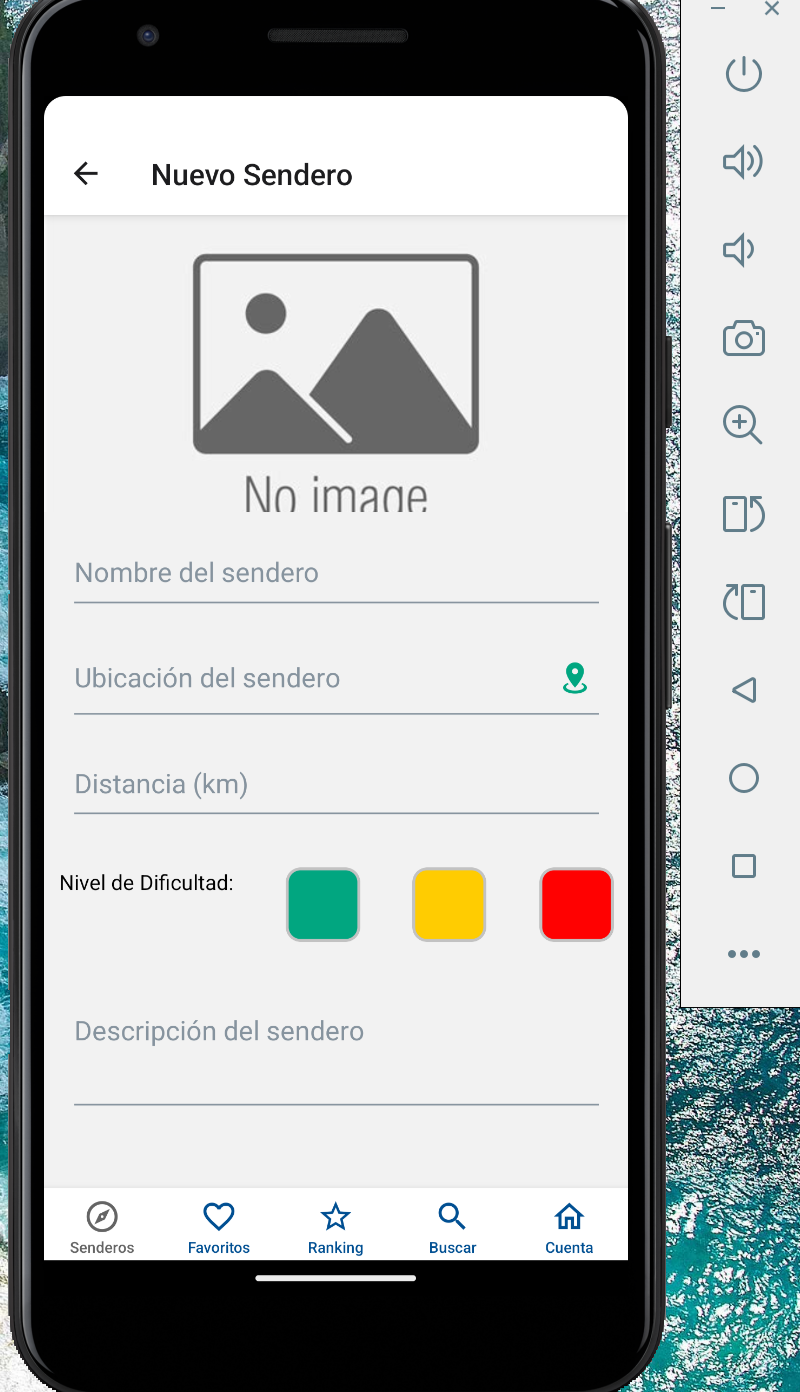 Nuevo Sendero
No image
Nombre del sendero
Ubicación del sendero
Distancia (km)
Nivel de Dificultad:
Descripción del sendero
Senderos
Favoritos
Ranking
Buscar
Cuenta